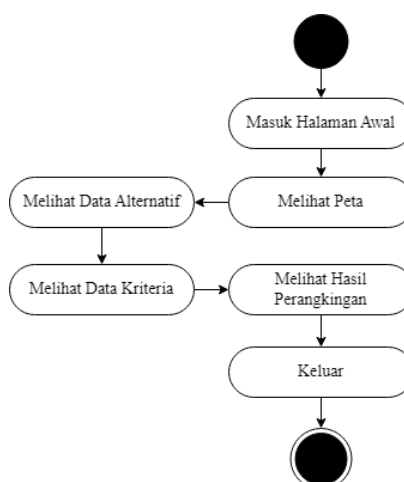 Masuk Halaman Awal
Melihat Peta
Melihat Data Alternatif
Melihat Data Kriteria
Melihat Hasil
Perangkingan
Keluar